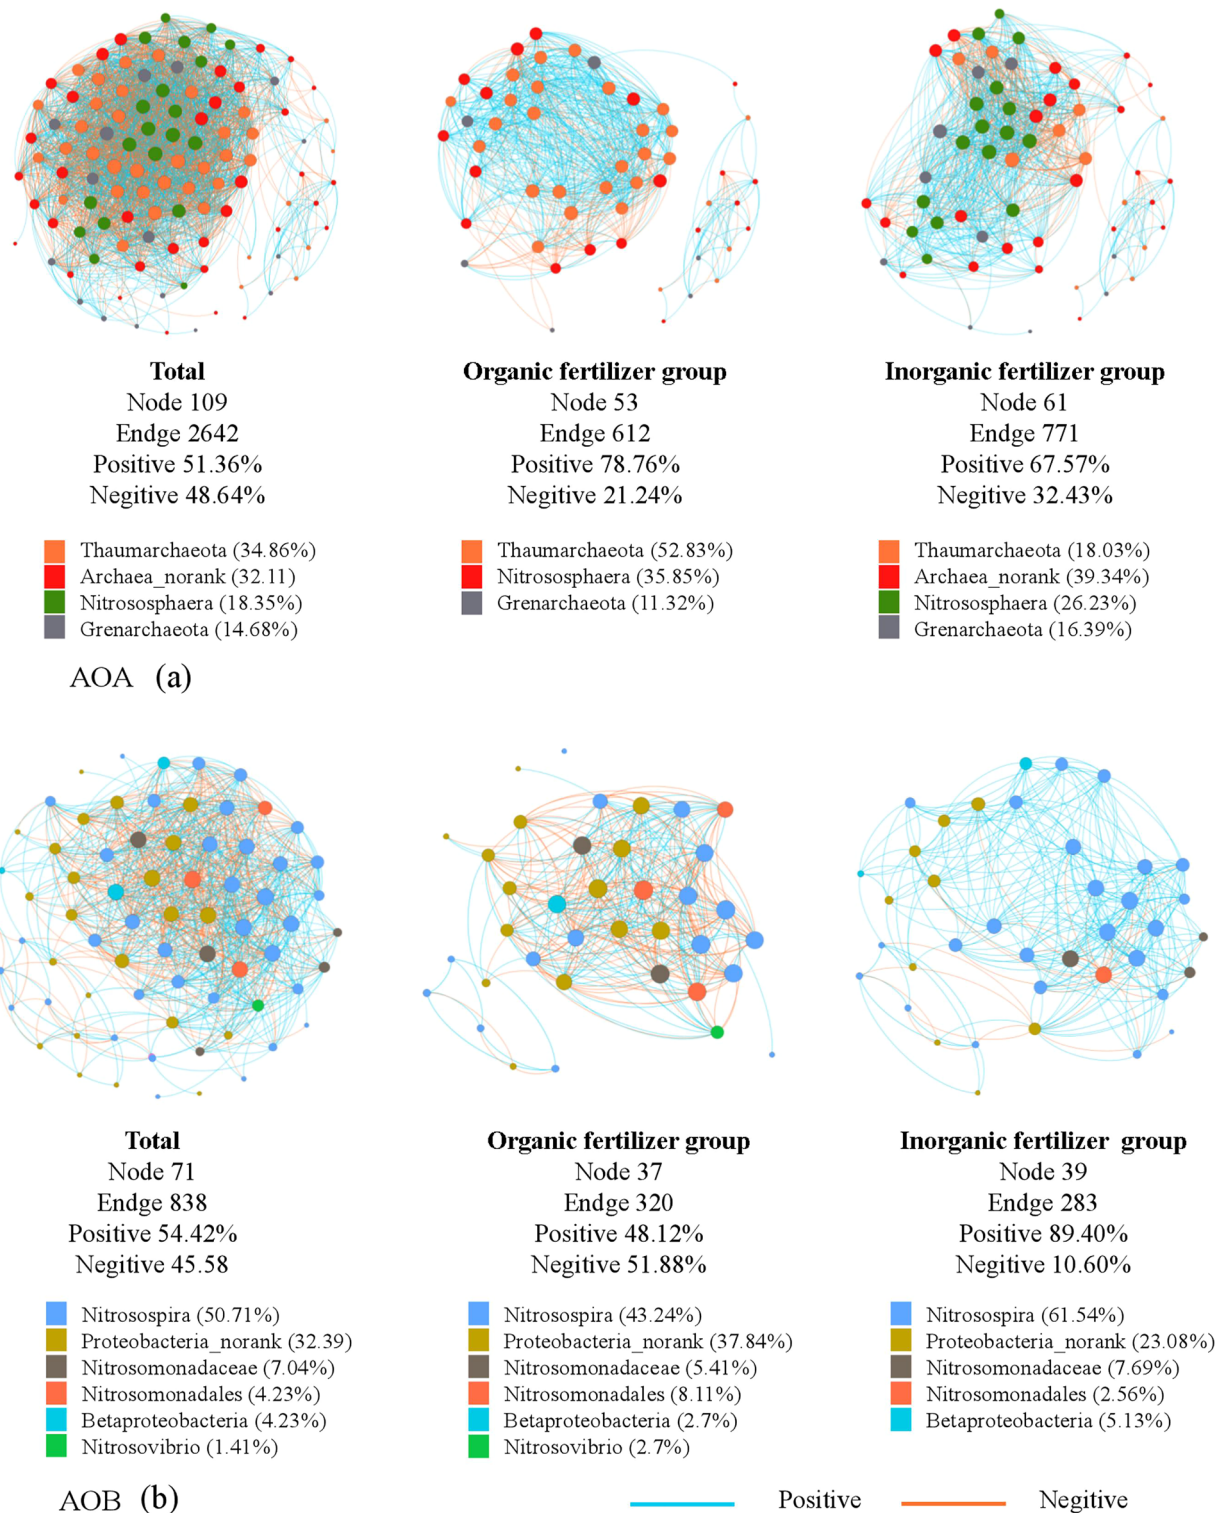 Total
Node 109
Endge 2642
Positive 51.36%
Negitive 48.64%
Thaumarchaeota (34.86%)
Archaea_norank (32.11)
Nitrososphaera (18.35%)
Grenarchaeota (14.68%)
Organic fertilizer group
Node 53
Endge 612
Positive 78.76%
Negitive 21.24%
Thaumarchaeota (52.83%)
Nitrososphaera (35.85%)
Grenarchaeota (11.32%)
Inorganic fertilizer group
Node 61
Endge 771
Positive 67.57%
Negitive 32.43%
Thaumarchaeota (18.03%)
Archaea_norank (39.34%)
Nitrososphaera (26.23%)
Grenarchaeota (16.39%)
AOA (a)
Total
Node 71
Endge 838
Positive 54.42%
Negitive 45.58
Nitrosospira (50.71%)
Proteobacteria_norank (32.39)
Nitrosomonadaceae (7.04%)
Nitrosomonadales (4.23%)
Betaproteobacteria (4.23%)
Nitrosovibrio (1.41%)
Organic fertilizer group
Node 37
Endge 320
Positive 48.12%
Negitive 51.88%
Nitrosospira (43.24%)
Proteobacteria_norank (37.84%)
Nitrosomonadaceae (5.41%)
Nitrosomonadales (8.11%)
Betaproteobacteria (2.7%)
Nitrosovibrio (2.7%)
Inorganic fertilizer group
Node 39
Endge 283
Positive 89.40%
Negitive 10.60%
Nitrosospira (61.54%)
Proteobacteria_norank (23.08%)
Nitrosomonadaceae (7.69%)
Nitrosomonadales (2.56%)
Betaproteobacteria (5.13%)
AOB (b)
Positive
Negitive